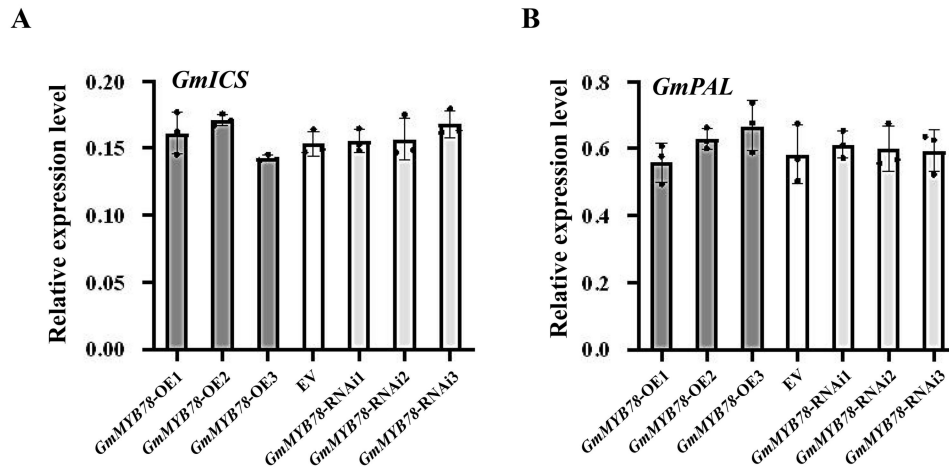 A
GmICS
Relative expression level
0.20
0.15
0.10
0.05
0.00
GmMYB78-OE1
GmMYB78-OE2
GmMYB78-OE3
EV
GmMYB78-RNAi1
GmMYB78-RNAi2
GmMYB78-RNAi3
B
GmPAL
Relative expression level
0.8
0.6
0.4
0.2
0.0
GmMYB78-OE1
GmMYB78-OE2
GmMYB78-OE3
EV
GmMYB78-RNAi1
GmMYB78-RNAi2
GmMYB78-RNAi3